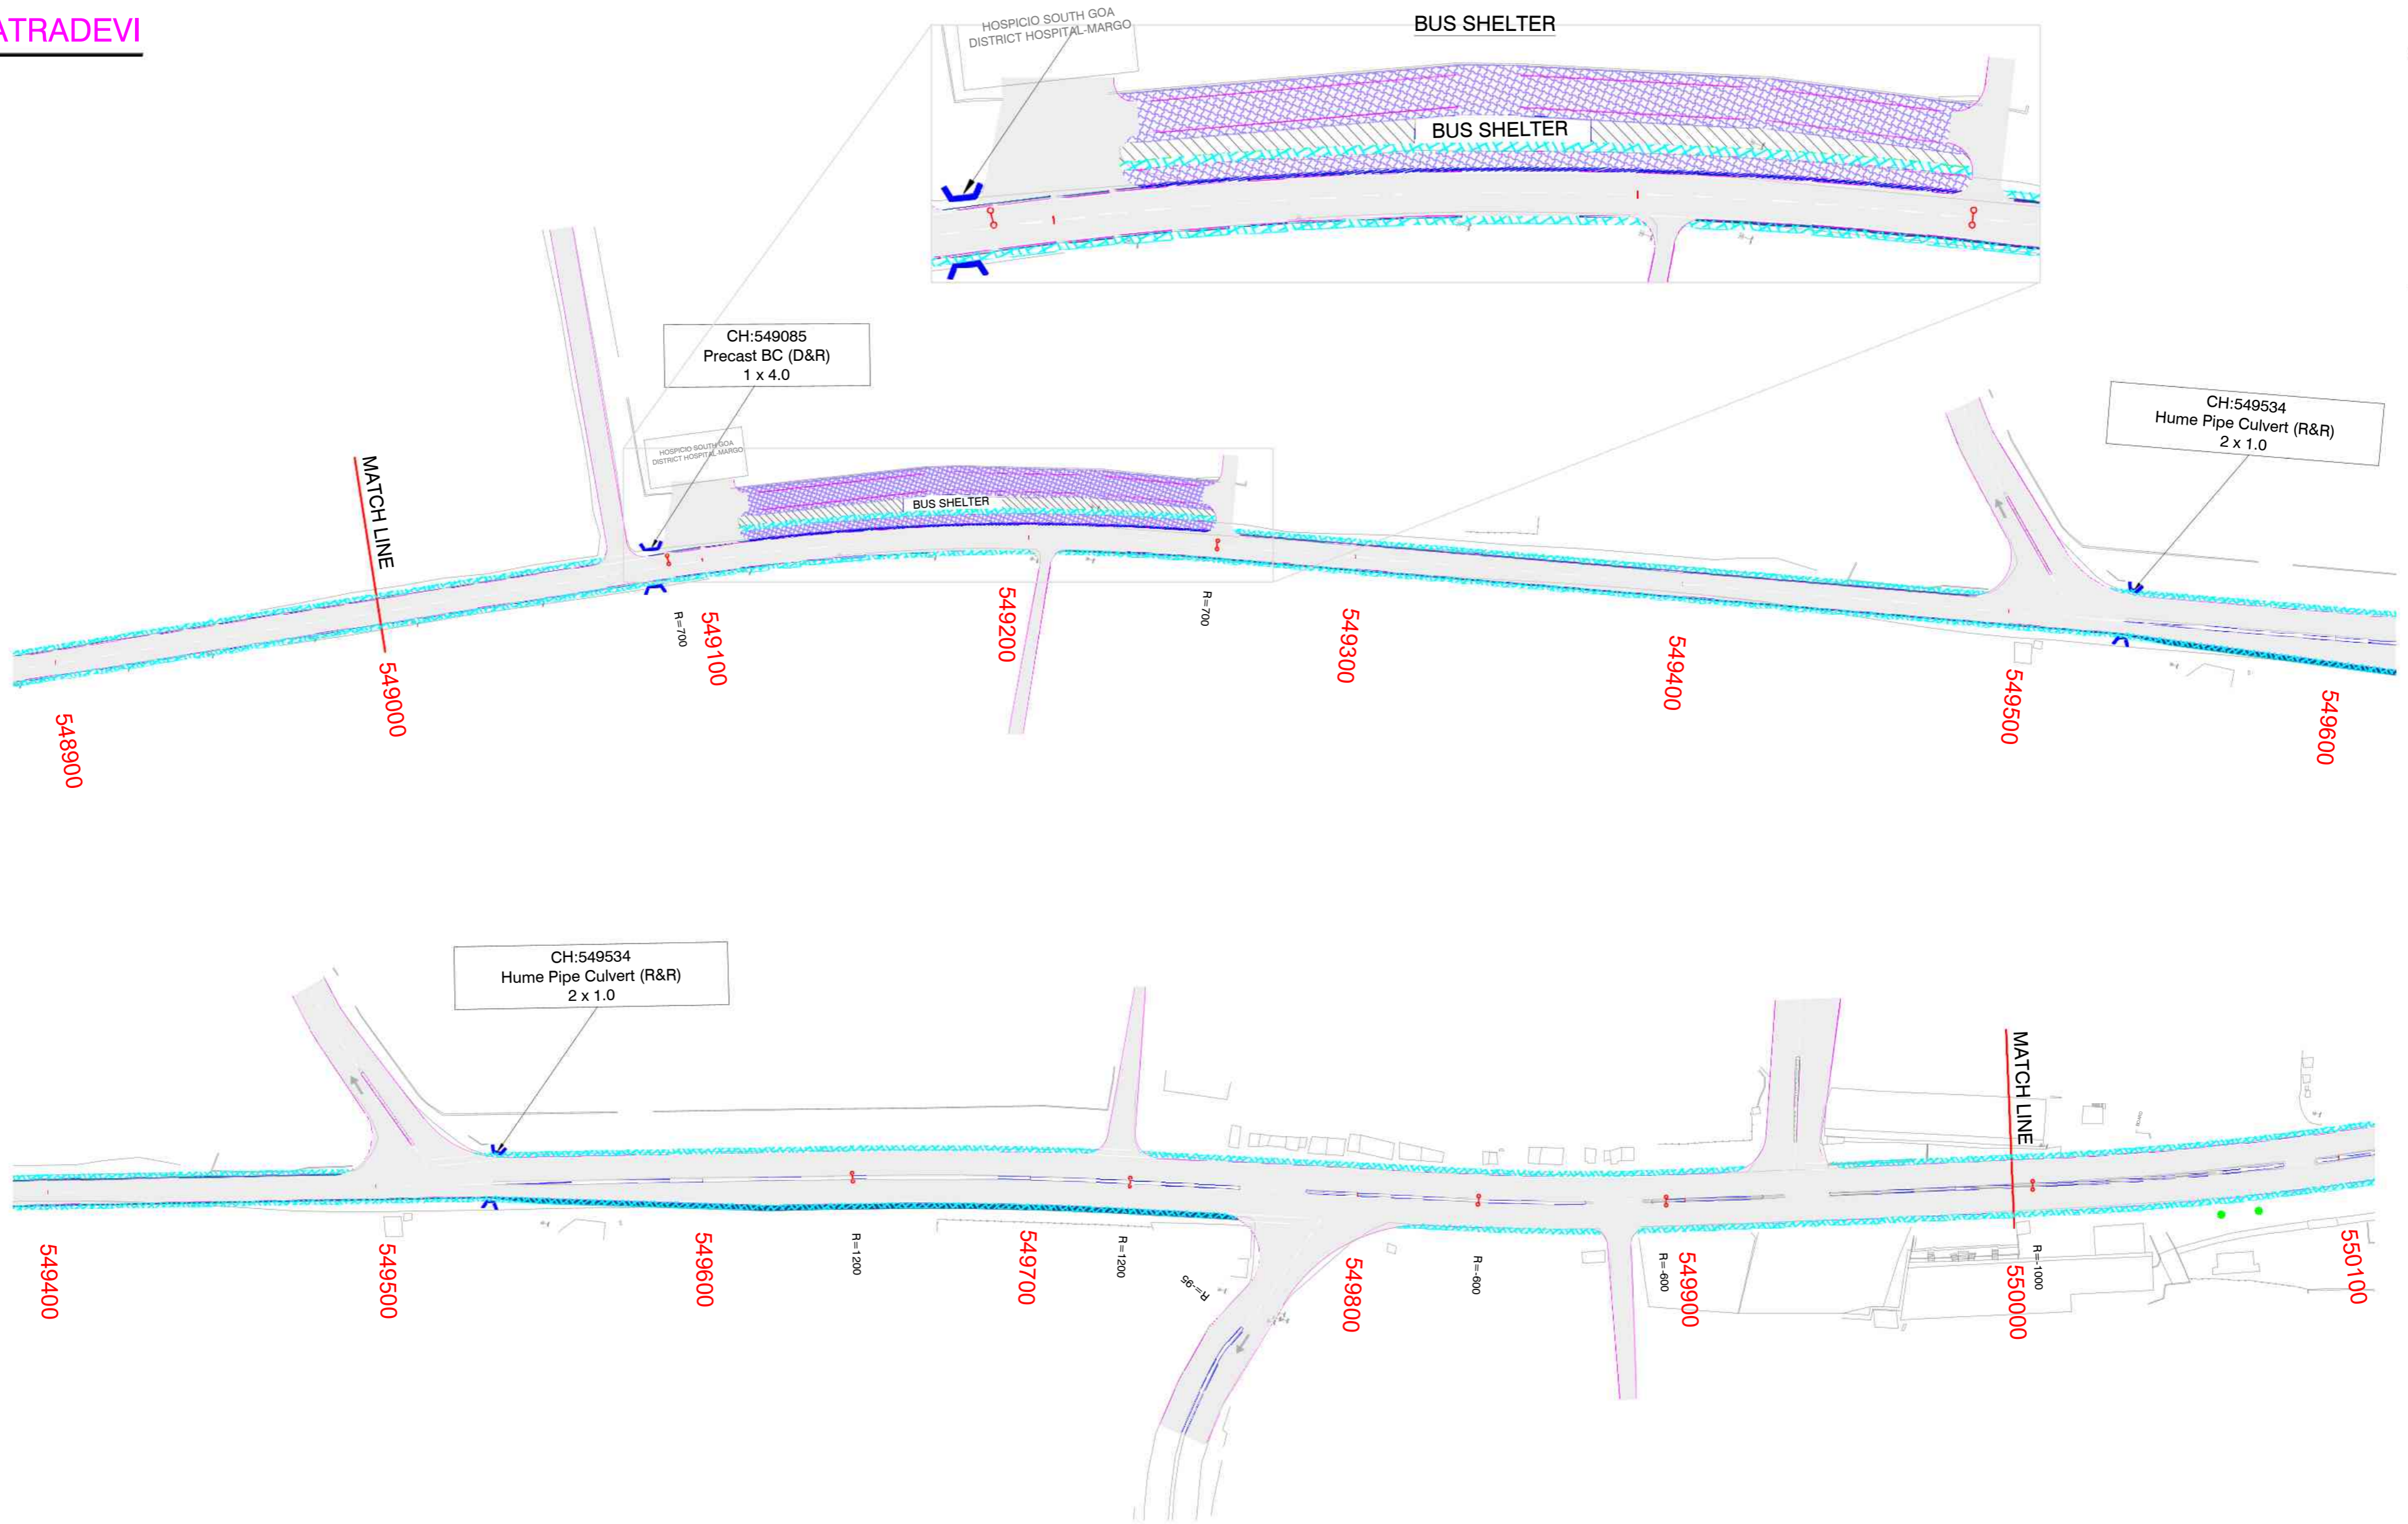 ATRADEVI
BUS SHELTER
HOSPICIO SOUTH GOA
DISTRICT HOSPITAL-MARGO
BUS SHELTER
CH:549085
Precast BC (D&R)
1 x 4.0
CH:549534
Hume Pipe Culvert (R&R)
2 x 1.0
HOSPICIO SOUTH GOA
DISTRICT HOSPITAL-MARGO
BUS SHELTER
MATCH LINE
548900
549000
R=700
549100
549200
R=700
549300
549400
549500
549600
CH:549534
Hume Pipe Culvert (R&R)
2 x 1.0
MATCH LINE
549400
549500
549600
R=1200
549700
R=1200
R=-95
549800
R=-600
R=-600
549900
550000
R=-1000
550100